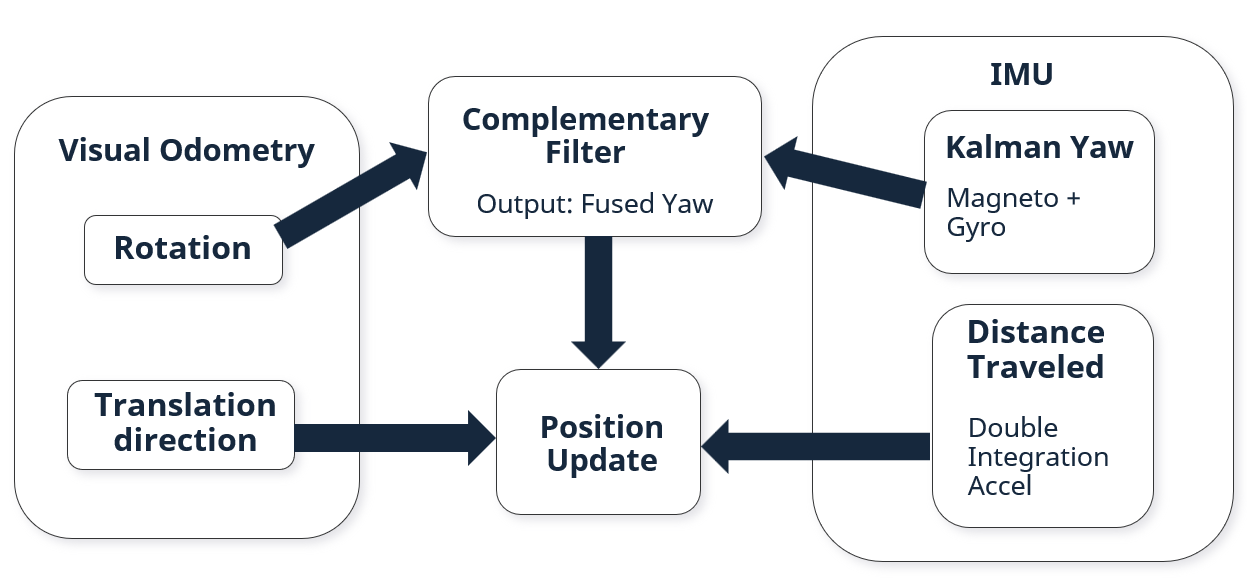 Visual Odometry
Rotation
Translation
direction
Complementary
Filter
Output: Fused Yaw
Position
Update
IMU
Kalman Yaw
Magneto +
Gyro
Distance
Traveled
Double
Integration
Accel